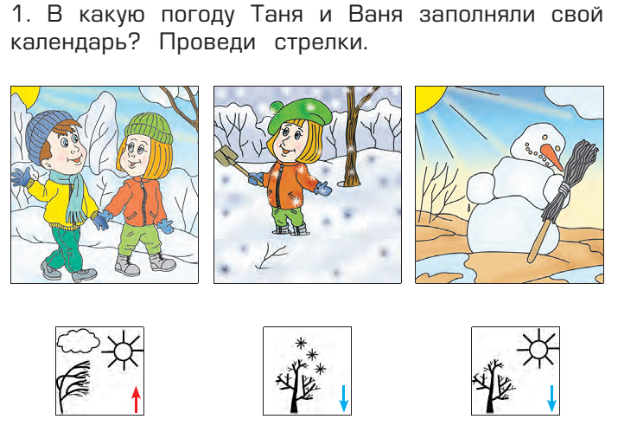 1. В какую погоду Таня и Ваня заполняли свой
календарь? Проведи стрелки.